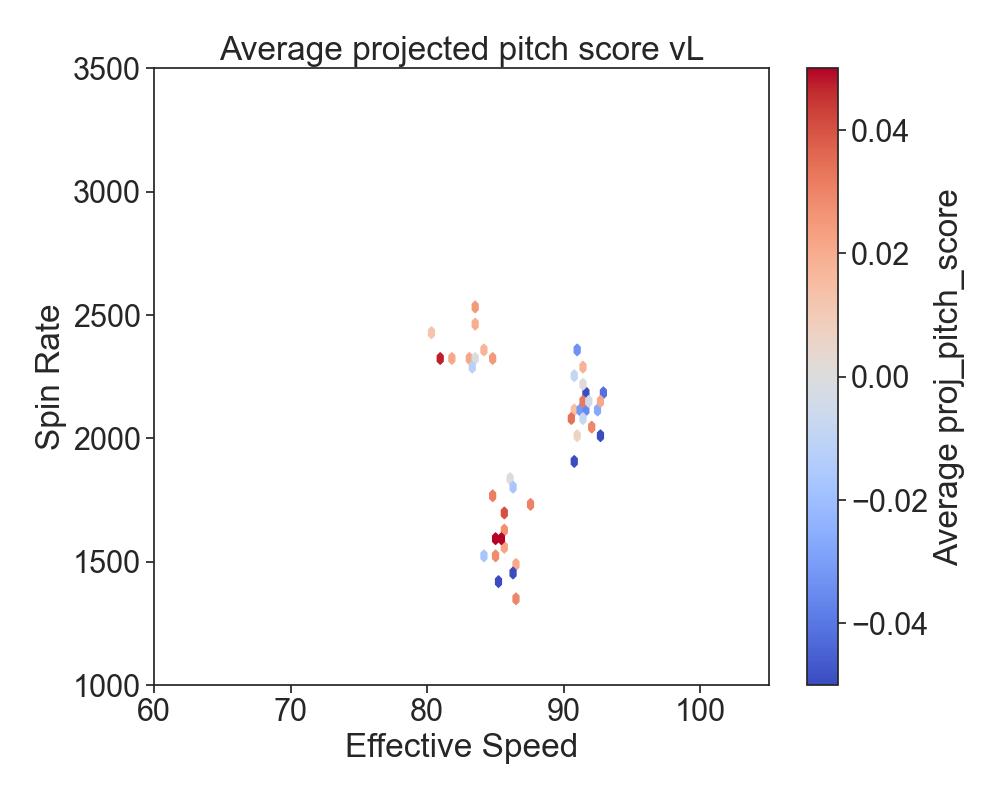 Average projected pitch score vL
3500
3000
2500
2000
1500
1000
Spin Rate
60 70 80 90 100
Effective Speed
0.04
0.02
0.00
−0.02
−0.04
Average proj_pitch_score